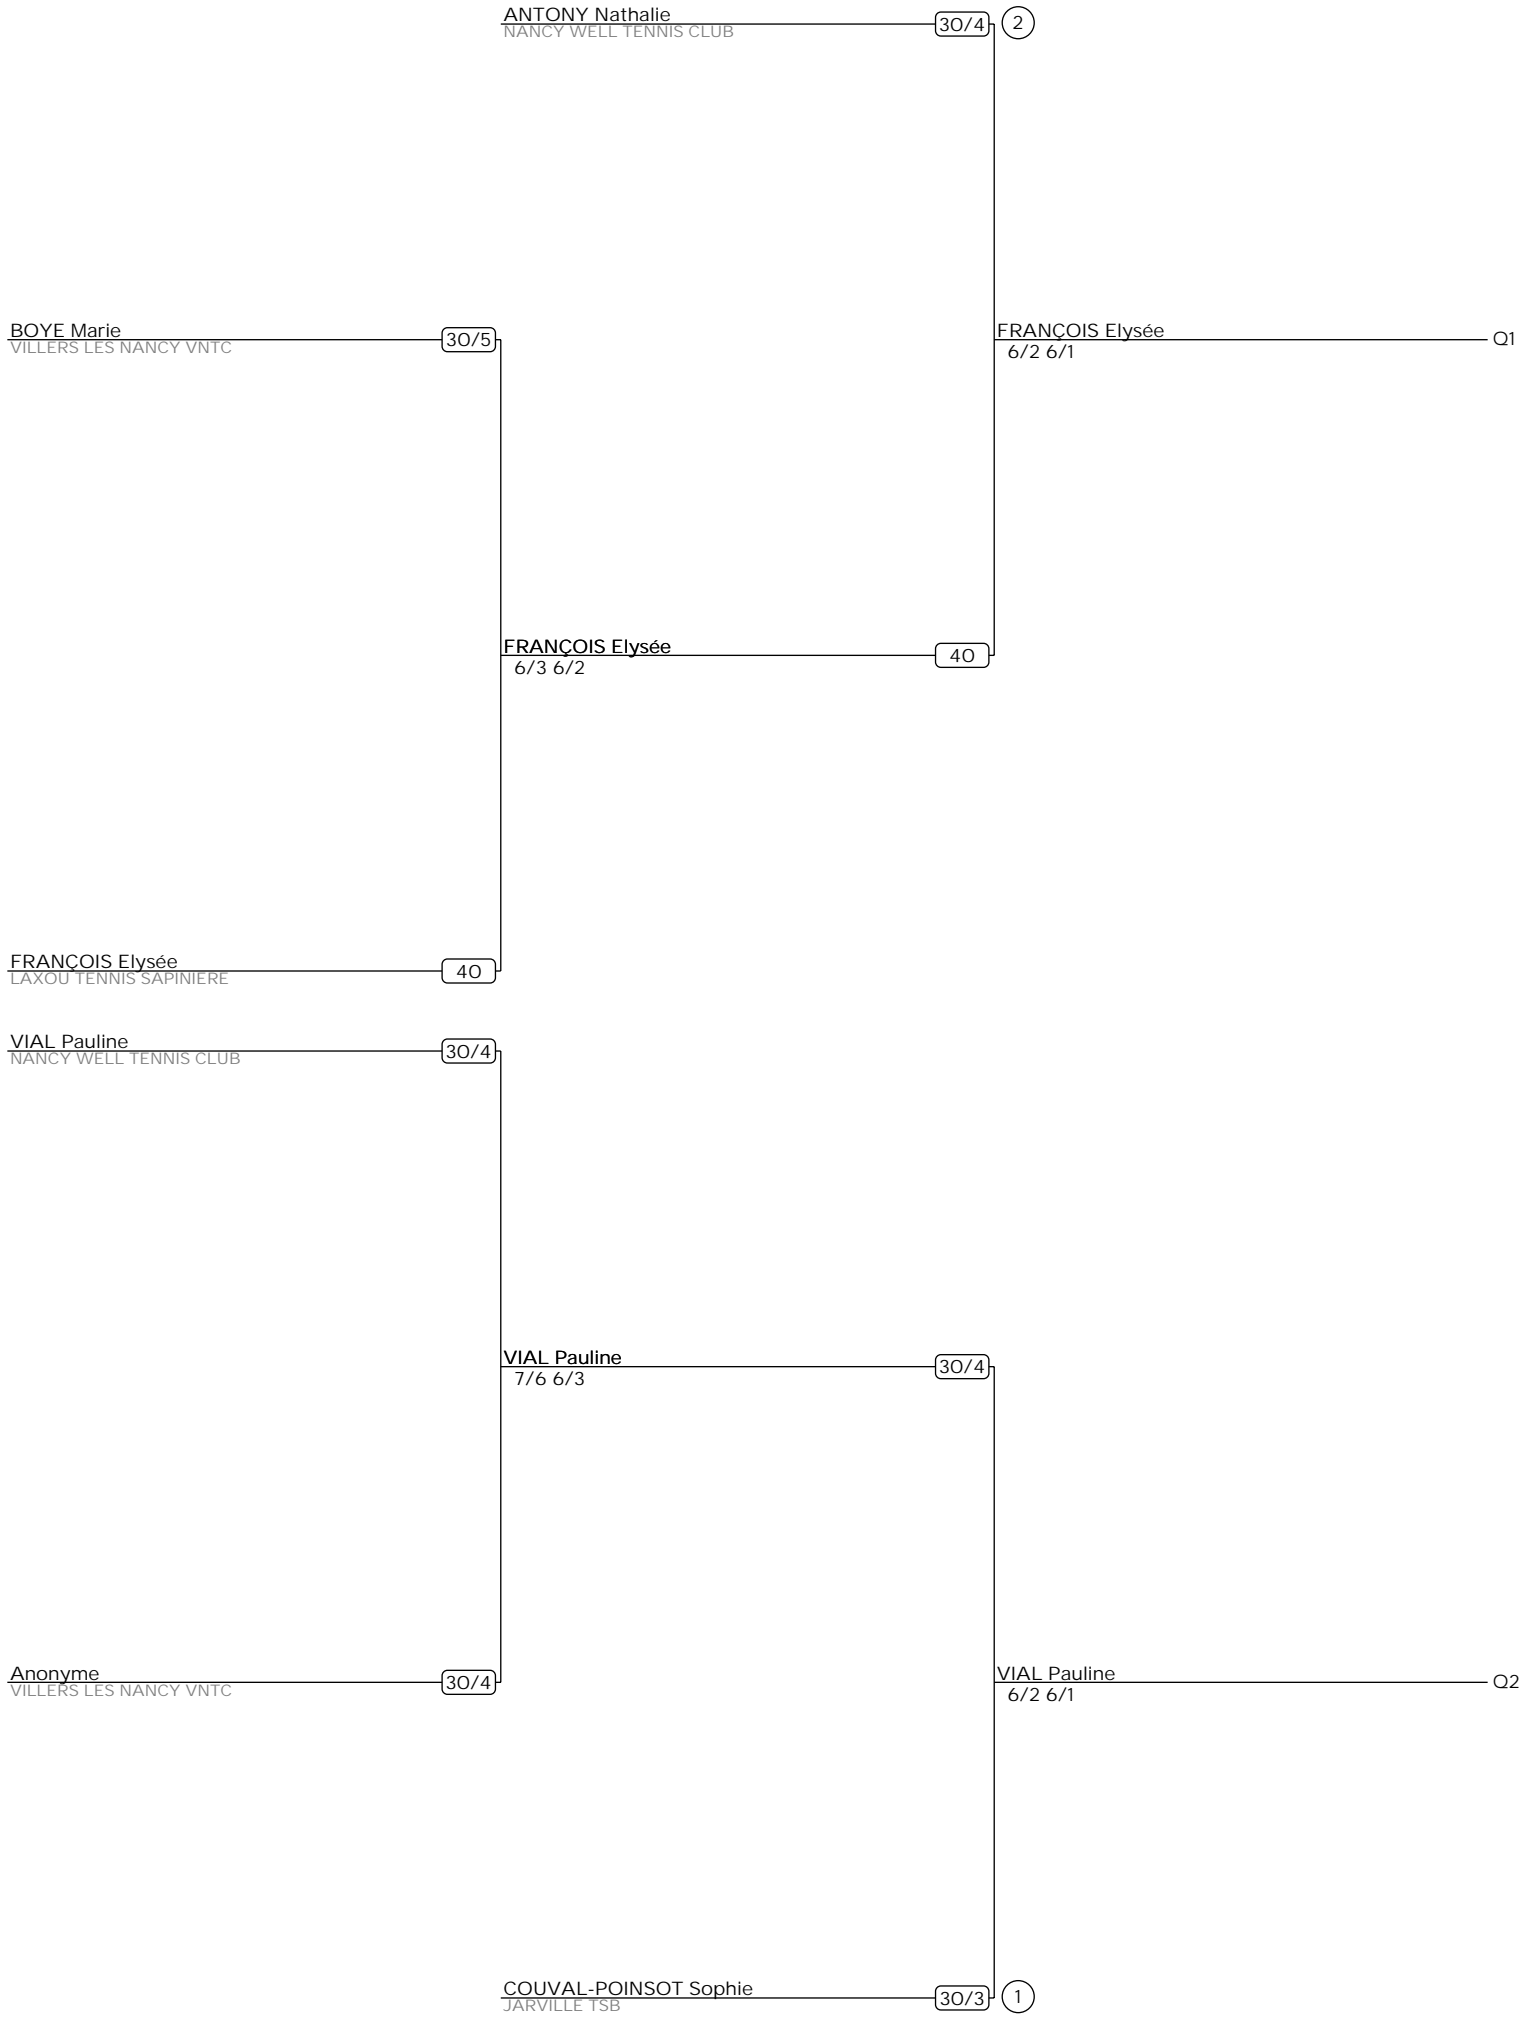 ANTONY Nathalie
NANCY WELL TENNIS CLUB
30/4
2
BOYE Marie
VILLERS LES NANCY VNTC
30/5
FRANÇOIS Elysée
6/2 6/1
Q1
FRANÇOIS Elysée
6/3 6/2
40
FRANÇOIS Elysée
LAXOU TENNIS SAPINIERE
40
VIAL Pauline
NANCY WELL TENNIS CLUB
30/4
VIAL Pauline
7/6 6/3
30/4
Anonyme
VILLERS LES NANCY VNTC
30/4
VIAL Pauline
6/2 6/1
Q2
COUVAL-POINSOT Sophie
JARVILLE TSB
30/3
1